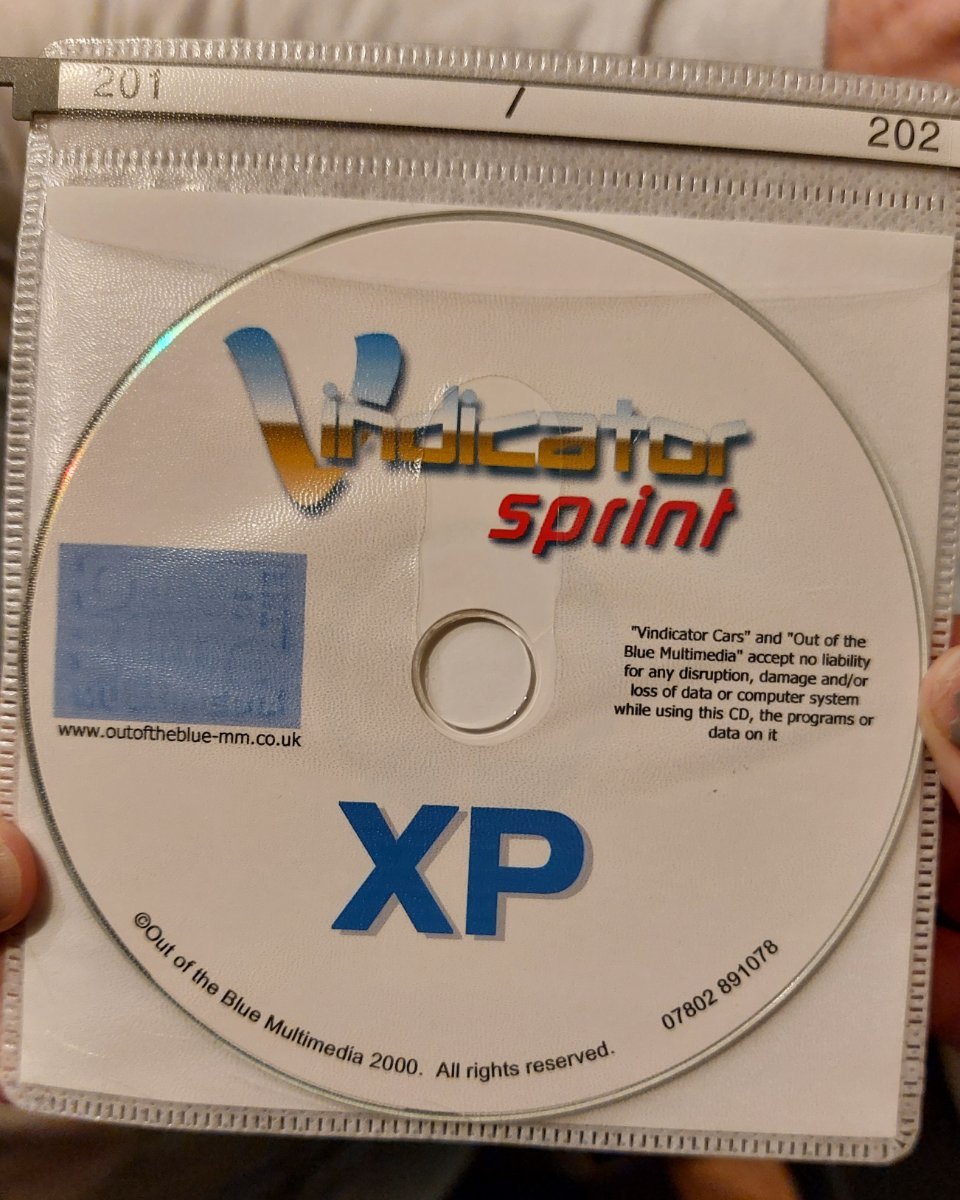 201
/
202
Vindicator
sprint
www.outoftheblue-mm.co.uk
"Vindicator Cars" and "Out of the
Blue Multimedia" accept no liability
for any disruption, damage and/or
loss of data or computer system
while using this CD, the programs or
data on it
XP
©Out of the Blue Multimedia 2000. All rights reserved.
07802 891078